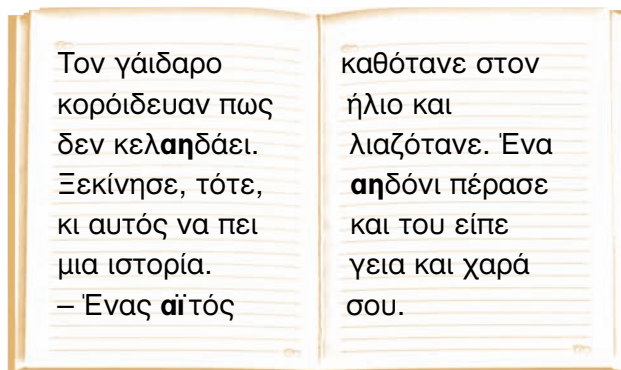 Τον γάιδαρο
κορόιδευαν πως
δεν κελαηδάει.
Ξεκίνησε, τότε,
κι αυτός να πει
μια ιστορία.
– Ένας αϊτός
καθότανε στον
ήλιο και
λιαζότανε. Ένα
αηδόνι πέρασε
και του είπε
γεια και χαρά
σου.